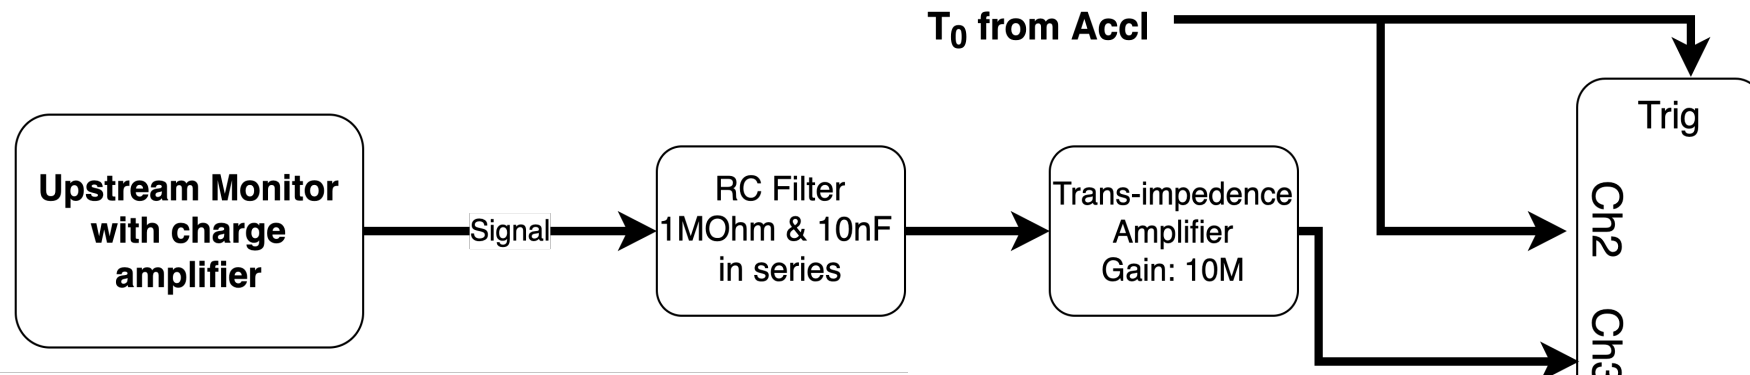 T0 from Accl
Trig
Upstream Monitor
with charge
amplifier
Signal
RC Filter
1MOhm & 10nF
in series
Trans-impedence
Amplifier
Gain: 10M
Ch2
Ch3